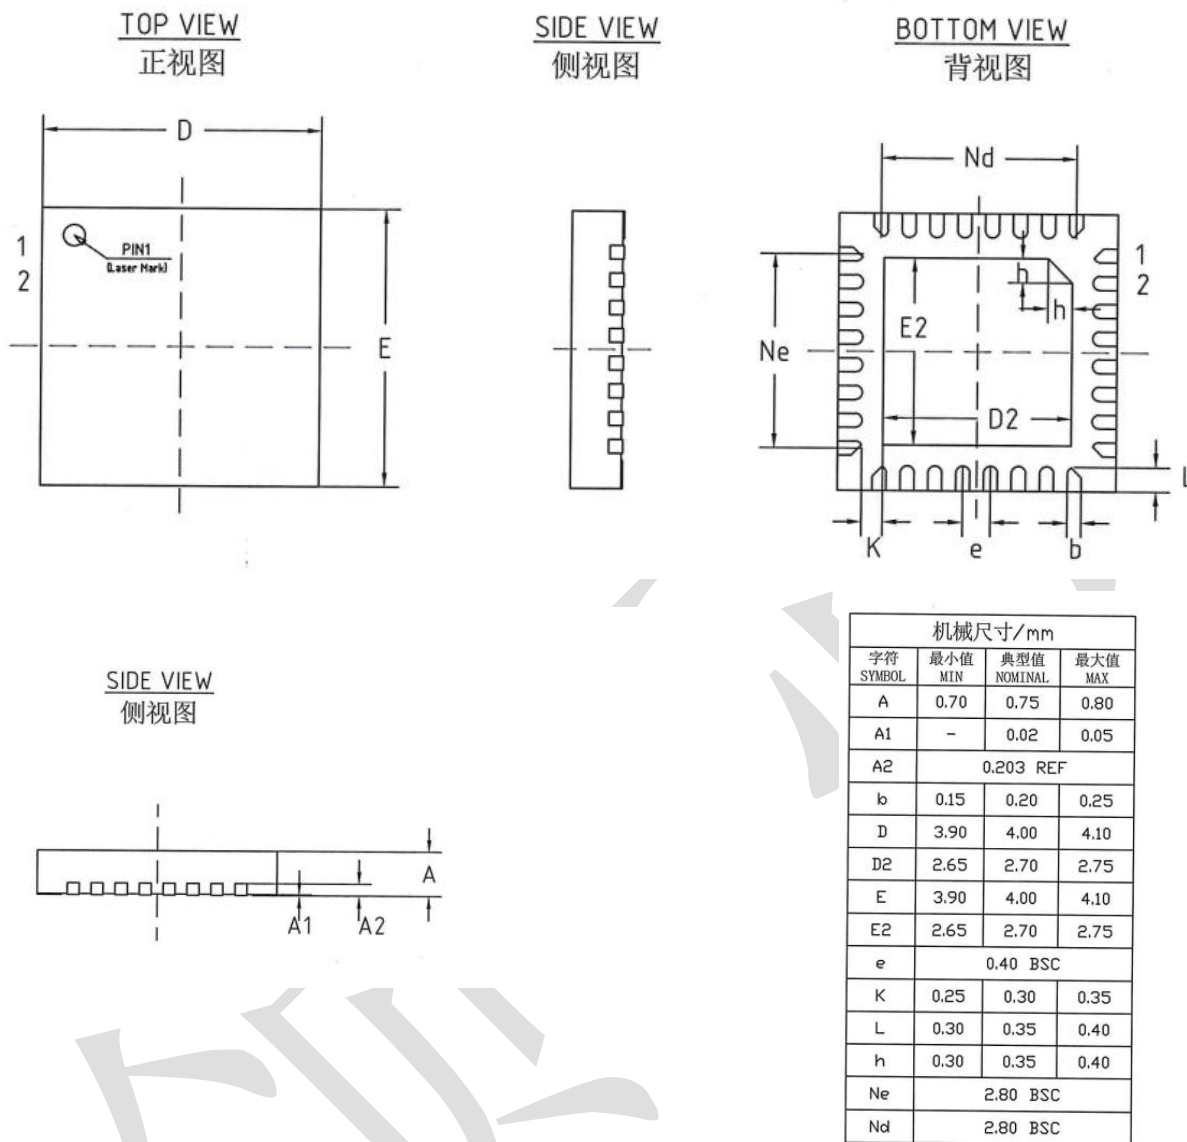 TOP VIEW
正视图
SIDE VIEW
侧视图
BOTTOM VIEW
背视图
D
1
2
PIN1
(Laser Mark)
E
Nd
1
2
h
h
E2
Ne
D2
L
K
e
b
SIDE VIEW
侧视图
A
A1
A2
机械尺寸/mm
字符 最小值 典型值 最大值
SYMBOL MIN NOMINAL MAX
A 0.70 0.75 0.80
A1 - 0.02 0.05
A2 0.203 REF
b 0.15 0.20 0.25
D 3.90 4.00 4.10
D2 2.65 2.70 2.75
E 3.90 4.00 4.10
E2 2.65 2.70 2.75
e 0.40 BSC
K 0.25 0.30 0.35
L 0.30 0.35 0.40
h 0.30 0.35 0.40
Ne 2.80 BSC
Nd 2.80 BSC